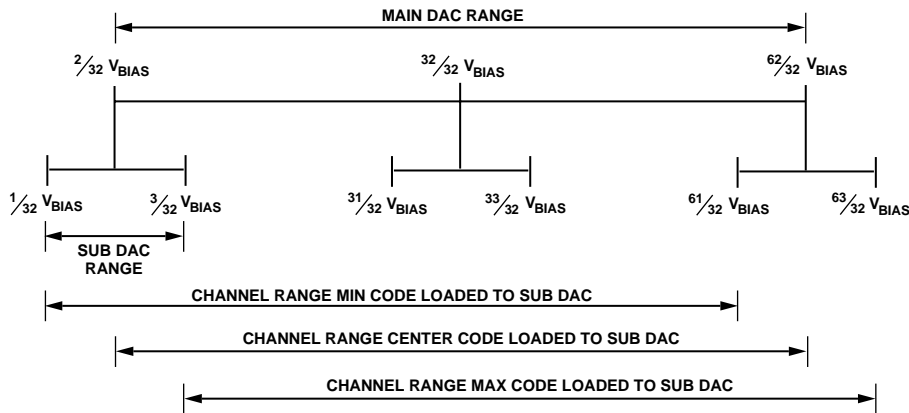 MAIN DAC RANGE
2/32 VBIAS 32/32 VBIAS 62/32 VBIAS
1/32 VBIAS 3/32 VBIAS 31/32 VBIAS 33/32 VBIAS 61/32 VBIAS 63/32 VBIAS
SUB DAC
RANGE
CHANNEL RANGE MIN CODE LOADED TO SUB DAC
CHANNEL RANGE CENTER CODE LOADED TO SUB DAC
CHANNEL RANGE MAX CODE LOADED TO SUB DAC